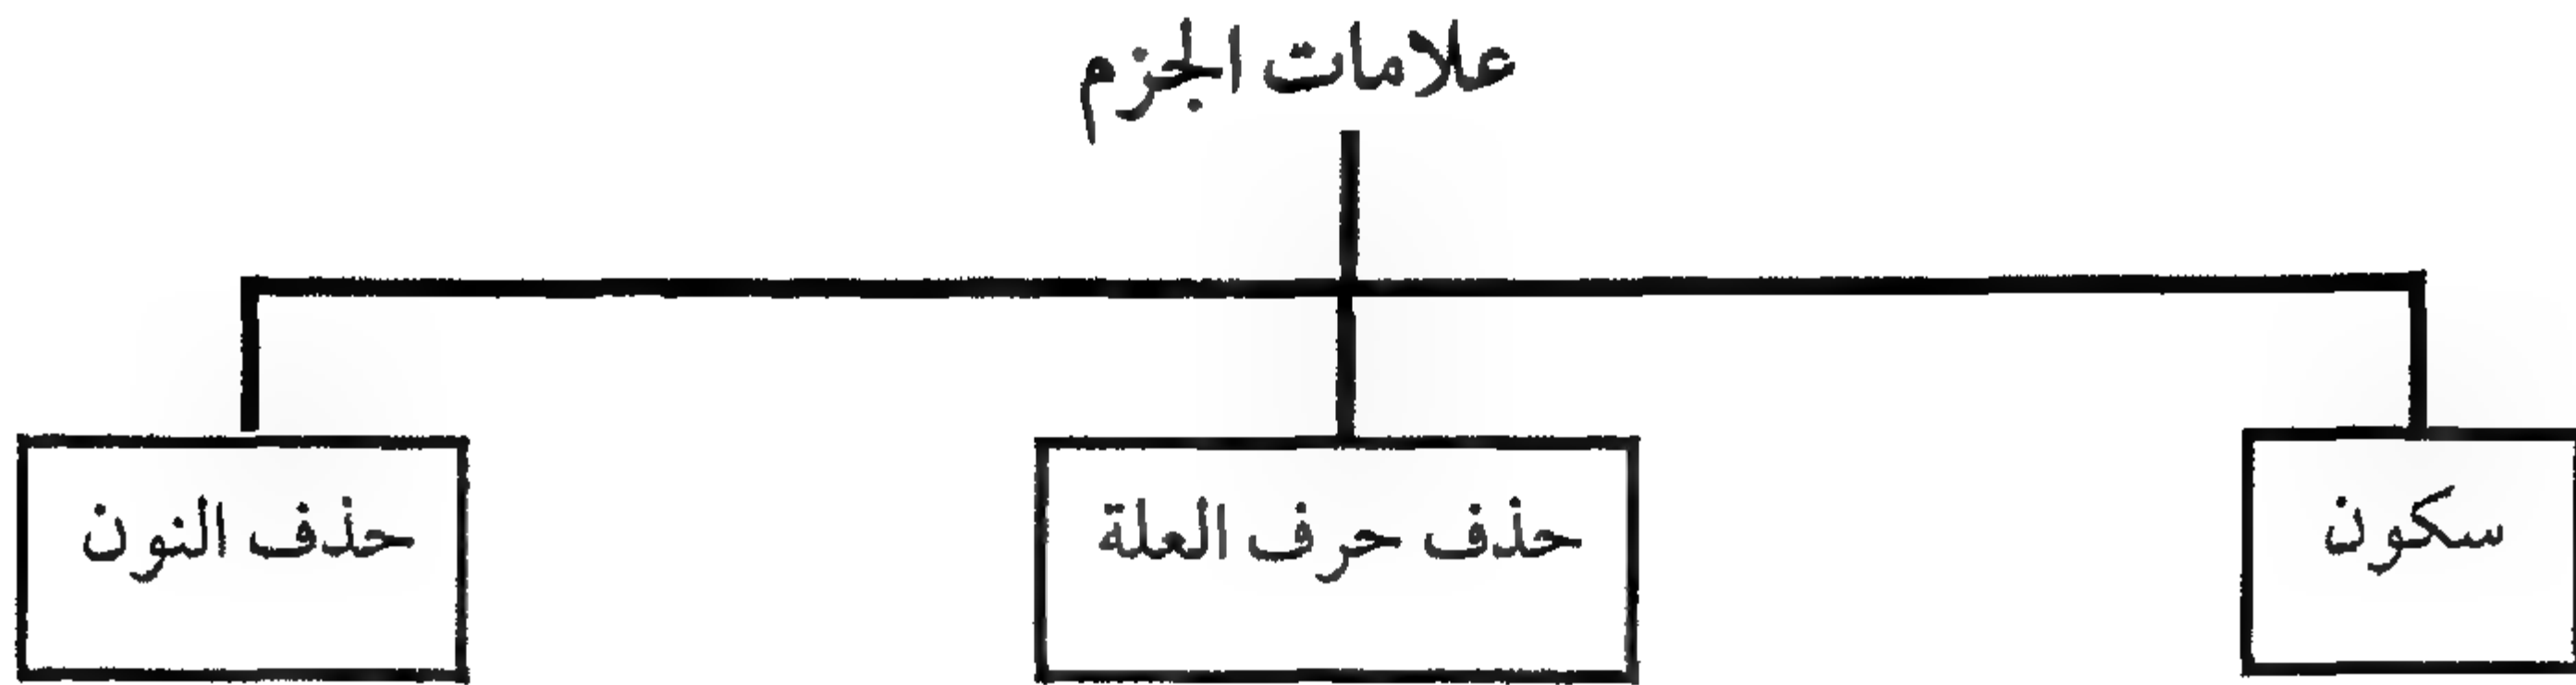 علامات الجزم
سكون
حذف حرف العلة
حذف النون